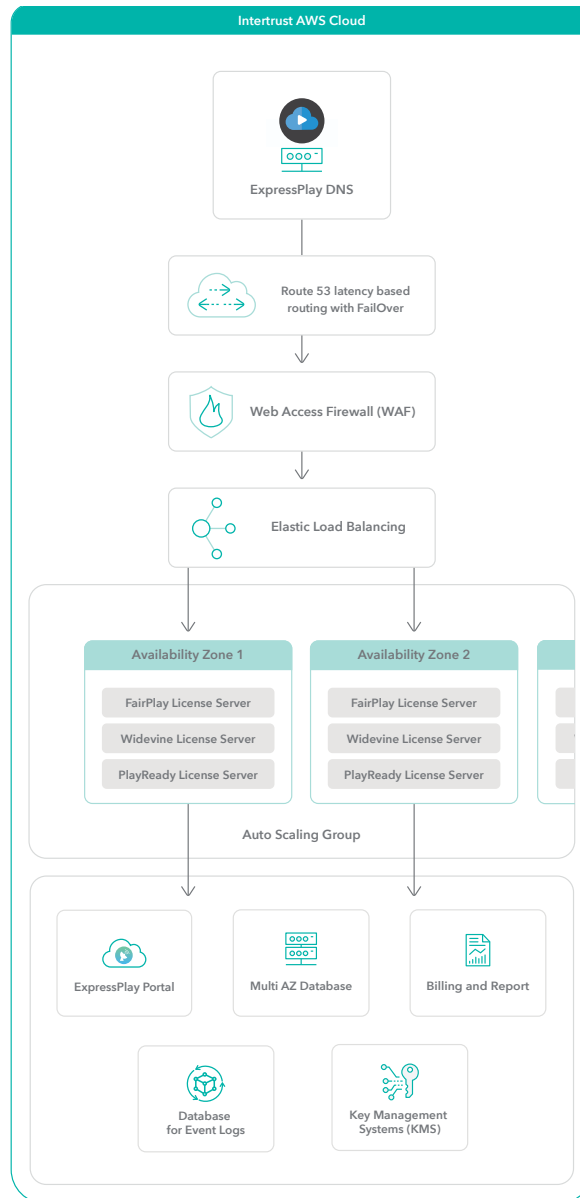 Intertrust AWS Cloud
ExpressPlay DNS
Route 53 latency based
routing with FailOver
Web Access Firewall (WAF)
Elastic Load Balancing
Availability Zone 1
FairPlay License Server
Widevine License Server
PlayReady License Server
Availability Zone 2
FairPlay License Server
Widevine License Server
PlayReady License Server
Auto Scaling Group
ExpressPlay Portal
Multi AZ Database
Billing and Report
Database
for Event Logs
Key Management
Systems (KMS)